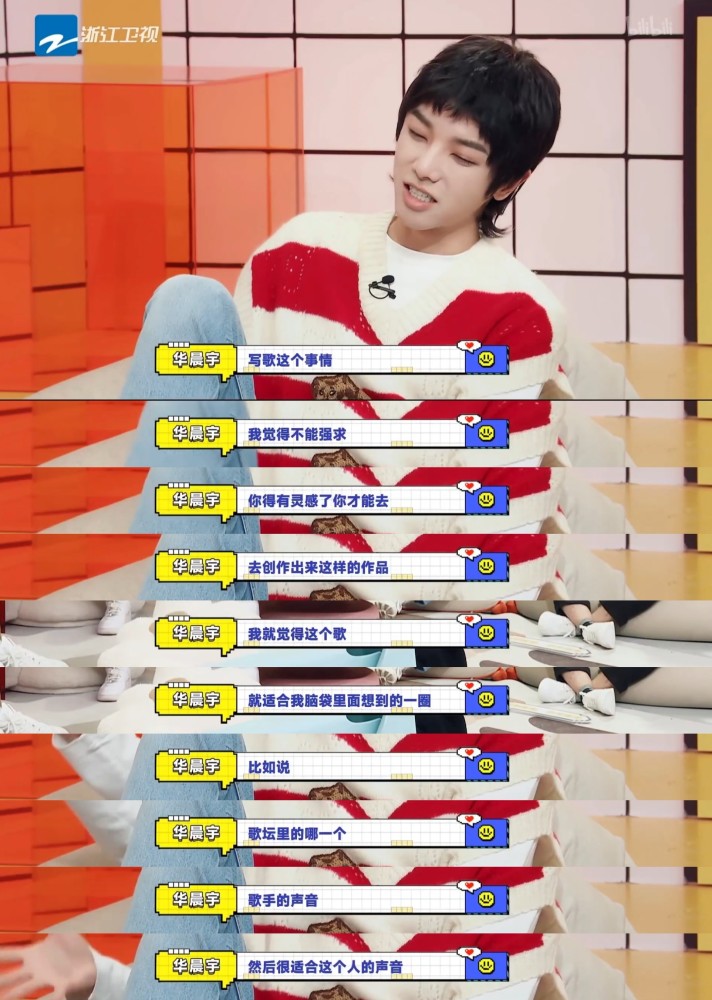 浙江卫视
bilibili
华晨宇
写歌这个事情
华晨宇
我觉得不能强求
华晨宇
你得有灵感了你才能去
华晨宇
去创作出来这样的作品
华晨宇
我就觉得这个歌
华晨宇
就适合我脑袋里面想到的一圈
华晨宇
比如说
华晨宇
歌坛里的哪一个
华晨宇
歌手的声音
华晨宇
然后很适合这个人的声音